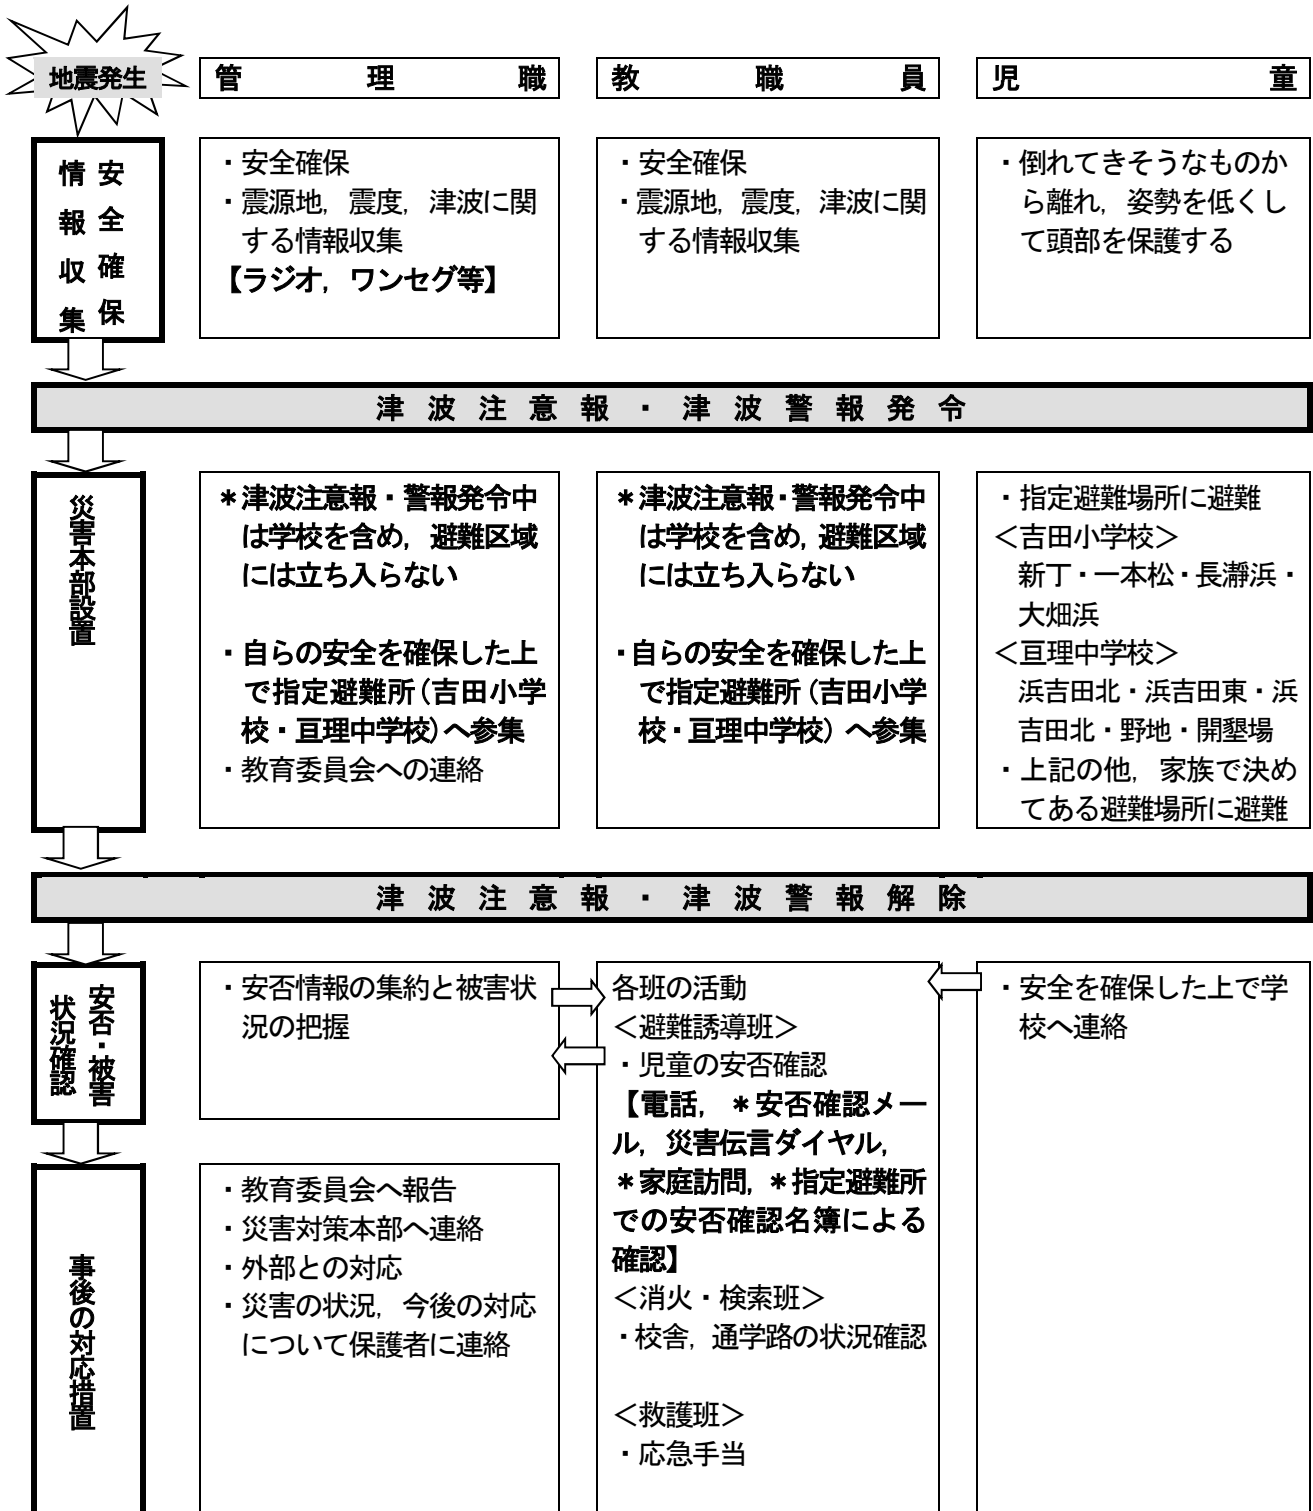 地震発生
管理職
教職員
児童
安全確保
情報収集
・安全確保
・震源地，震度，津波に関
する情報収集
【ラジオ，ワンセグ等】
・安全確保
・震源地，震度，津波に関
する情報収集
・倒れてきそうなものか
ら離れ，姿勢を低くし
て頭部を保護する
津波注意報・津波警報発令
災害本部設置
＊津波注意報・警報発令中
は学校を含め，避難区域
には立ち入らない
・自らの安全を確保した上
で指定避難所（吉田小学
校・亘理中学校）へ参集
・教育委員会への連絡
＊津波注意報・警報発令中
は学校を含め，避難区域
には立ち入らない
・自らの安全を確保した上
で指定避難所（吉田小学
校・亘理中学校）へ参集
・指定避難場所に避難
＜吉田小学校＞
新丁・一本松・長瀞浜・
大畑浜
＜亘理中学校＞
浜吉田北・浜吉田東・浜
吉田北・野地・開墾場
・上記の他，家族で決め
てある避難場所に避難
津波注意報・津波警報解除
安否・被害
状況確認
・安否情報の集約と被害状
況の把握
各班の活動
＜避難誘導班＞
・児童の安否確認
【電話，＊安否確認メー
ル，災害伝言ダイヤル，
＊家庭訪問，＊指定避難所
での安否確認名簿による
確認】
＜消火・検索班＞
・校舎，通学路の状況確認
＜救護班＞
・応急手当
・安全を確保した上で学
校へ連絡
事後の対応措置
・教育委員会へ報告
・災害対策本部へ連絡
・外部との対応
・災害の状況，今後の対応
について保護者に連絡